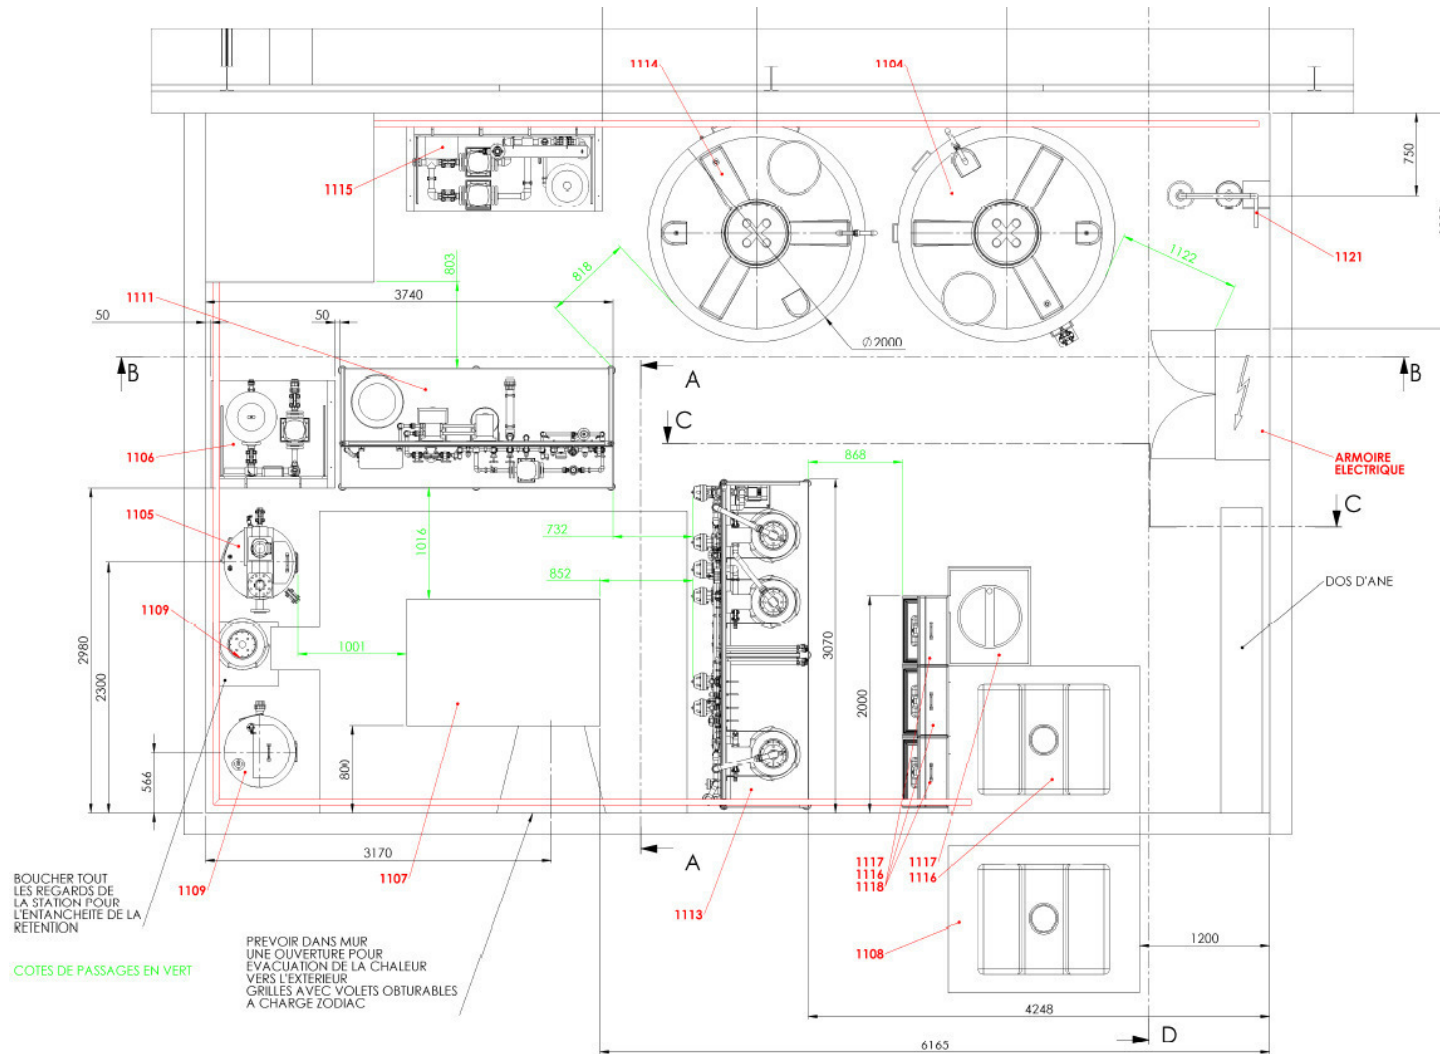 1114
1104
750
1115
1121
803
818
1122
3740
1111
50
50
Ø 2000
B
B
A
C
868
1106
ARMOIRE
ELECTRIQUE
C
1105
732
1016
852
DOS D'ANE
1109
1001
2980
2300
3070
2000
566
800
3170
A
1107
1109
1117
1116
1118
1117
1116
1113
1108
BOUCHER TOUT
LES REGARDS DE
LA STATION POUR
L'ENTANCHEITE DE LA
RETENTION
COTES DE PASSAGES EN VERT
PREVOIR DANS MUR
UNE OUVERTURE POUR
EVACUATION DE LA CHALEUR
VERS L'EXTERIEUR
GRILLES AVEC VOLETS OBTURABLES
A CHARGE ZODIAC
1200
4248
D
6165